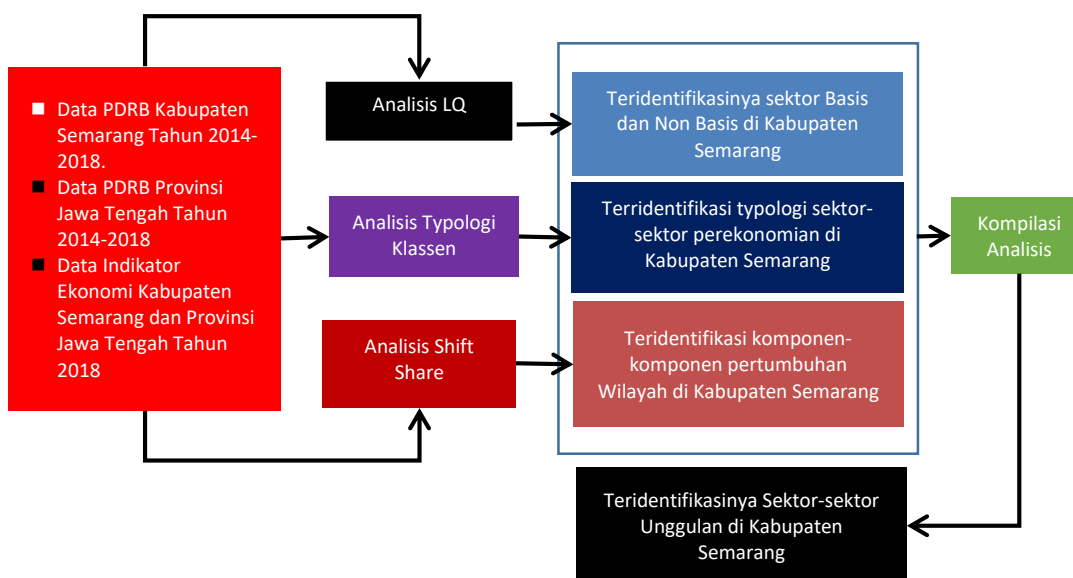 Data PDRB Kabupaten
Semarang Tahun 2014-
2018.
Data PDRB Provinsi
Jawa Tengah Tahun
2014-2018
Data Indikator
Ekonomi Kabupaten
Semarang dan Provinsi
Jawa Tengah Tahun
2018
Analisis LQ
Analisis Typologi
Klassen
Analisis Shift
Share
Teridentifikasinya sektor Basis
dan Non Basis di Kabupaten
Semarang
Terridentifikasi typologi sektor-
sektor perekonomian di
Kabupaten Semarang
Teridentifikasi komponen-
komponen pertumbuhan
Wilayah di Kabupaten Semarang
Kompilasi
Analisis
Teridentifikasinya Sektor-sektor
Unggulan di Kabupaten
Semarang